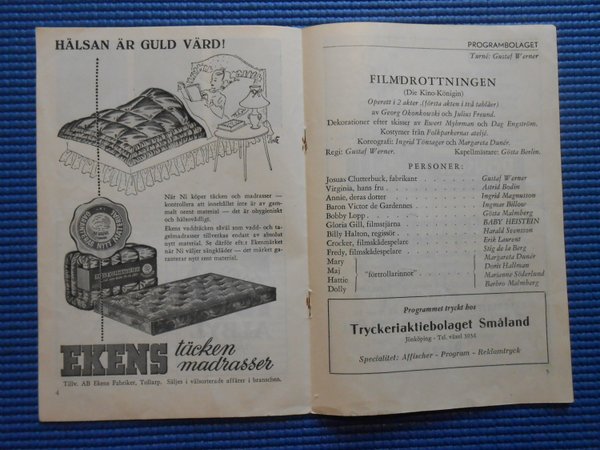 HÄLSAN ÄR GULD VÄRD!
När Ni köper täcken och madrasser —
kontrollera att innehållet inte är av gam-
malt osent material — det är ohygieniskt
och hälsovådligt.
Ekens vaddtäcken såväl som vadd- och ta-
gelmadrasser tillverkas endast av absolut
nytt material. Se därför eft.r Ekenmärket
när Ni väljer sängkläder — det märket ga-
ranterar nytt rent material.
EKENS täcken
madrasser
Tillv. AB Ekens Fabriker, Tollarp. Säljes i välsorterade affärer i branschen.
4
PROGRAMBOLAGET
Turné: Gustaf Werner
FILMDROTTNINGEN
(Die Kino-Königin)
Operett i 2 akter (första akten i två tablåer)
av Georg Okonkowski och Julius Freund.
Dekorationer efter skisser av Ewert Myhrman och Dag Engström.
Kostymer från Folkparkernas ateljé.
Koreografi: Ingrid Tönsager och Margareta Dunér.
Regi: Gustaf Werner. Kapellmästare: Gösta Berlin.
PERSONER:
Josuas Clutterbuck, fabrikant . . . . . . Gustaf Werner
Virginia, hans fru . . . . . . Astrid Bodin
Annie, deras dotter . . . . . . Ingrid Magnusson
Baron Victor de Gardennes . . . . . . Ingmar Billow
Bobby Lopp . . . . . . Gösta Malmberg
Gloria Gill, filmstjärna . . . . . . BABY HEISTEIN
Billy Halton, regissör . . . . . . Harald Svensson
Crocker, filmskådespelare . . . . . . Erik Laurent
Fredy, filmskådespelare . . . . . . Stig de la Berg
Mary . . . . . . Margareta Dunér
Maj "förtrollarinnor" . . . . . . Doris Hallman
Hattie . . . . . . Marianne Söderlund
Dolly . . . . . . Barbro Malmberg
Programmet tryckt hos
Tryckeriaktiebolaget Småland
Jönköping - Tel. växel 1034
Specialitet: Affischer - Program - Reklamtryck
5